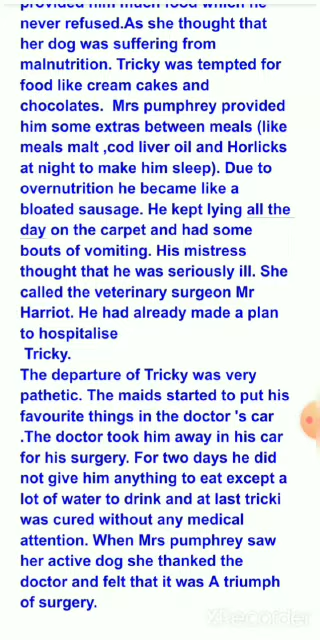 provided him much food which he
never refused.As she thought that
her dog was suffering from
malnutrition. Tricky was tempted for
food like cream cakes and
chocolates.  Mrs pumphrey provided
him some extras between meals (like
meals malt ,cod liver oil and Horlicks
at night to make him sleep). Due to
overnutrition he became like a
bloated sausage. He kept lying all the
day on the carpet and had some
bouts of vomiting. His mistress
thought that he was seriously ill. She
called the veterinary surgeon Mr
Harriot. He had already made a plan
to hospitalise
Tricky.
The departure of Tricky was very
pathetic. The maids started to put his
favourite things in the doctor 's car
.The doctor took him away in his car
for his surgery. For two days he did
not give him anything to eat except a
lot of water to drink and at last tricki
was cured without any medical
attention. When Mrs pumphrey saw
her active dog she thanked the
doctor and felt that it was A triumph
of surgery.
XRecorder